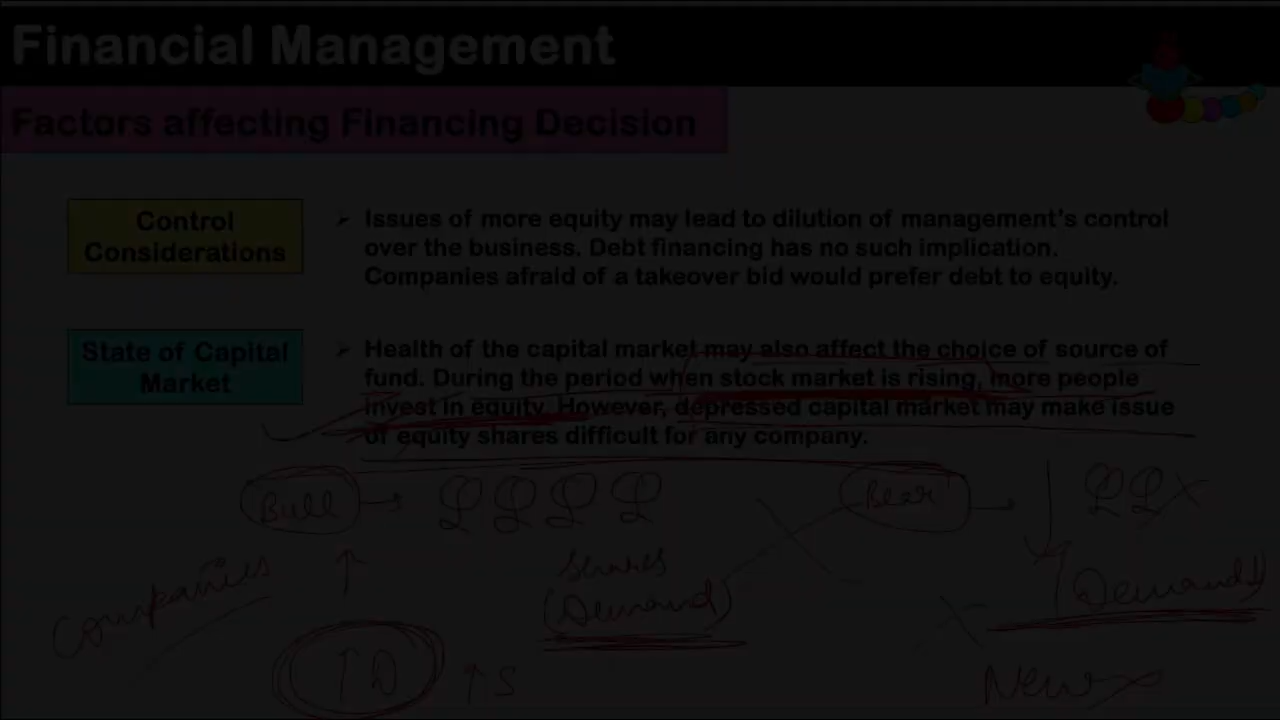 Financial Management
Factors affecting Financing Decision
Control
Considerations
➢ Issues of more equity may lead to dilution of management's control
over the business. Debt financing has no such implication.
Companies afraid of a takeover bid would prefer debt to equity.
State of Capital
Market
➢ Health of the capital market may also affect the choice of source of
fund. During the period when stock market is rising, more people
invest in equity. However, depressed capital market may make issue
of equity shares difficult for any company.
Bull
Bear
Companies
shares
(Demand)
(Demand)
↑ D ↑ S
New